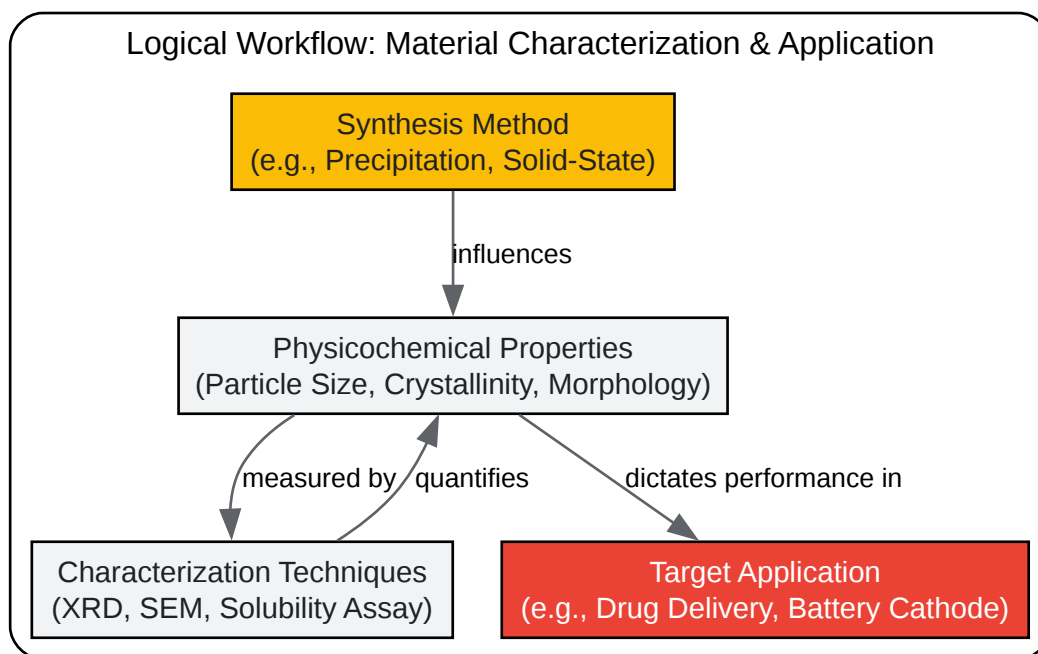 Logical Workflow: Material Characterization & Application
Synthesis Method
(e.g., Precipitation, Solid-State)
influences
Physicochemical Properties
(Particle Size, Crystallinity, Morphology)
measured by
quantifies
dictates performance in
Characterization Techniques
(XRD, SEM, Solubility Assay)
Target Application
(e.g., Drug Delivery, Battery Cathode)